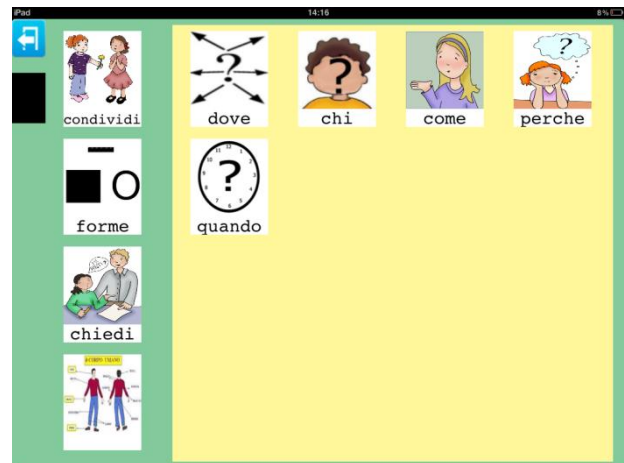 iPad 14:16 8%
condividi
dove chi come perche
forme
quando
chiedi